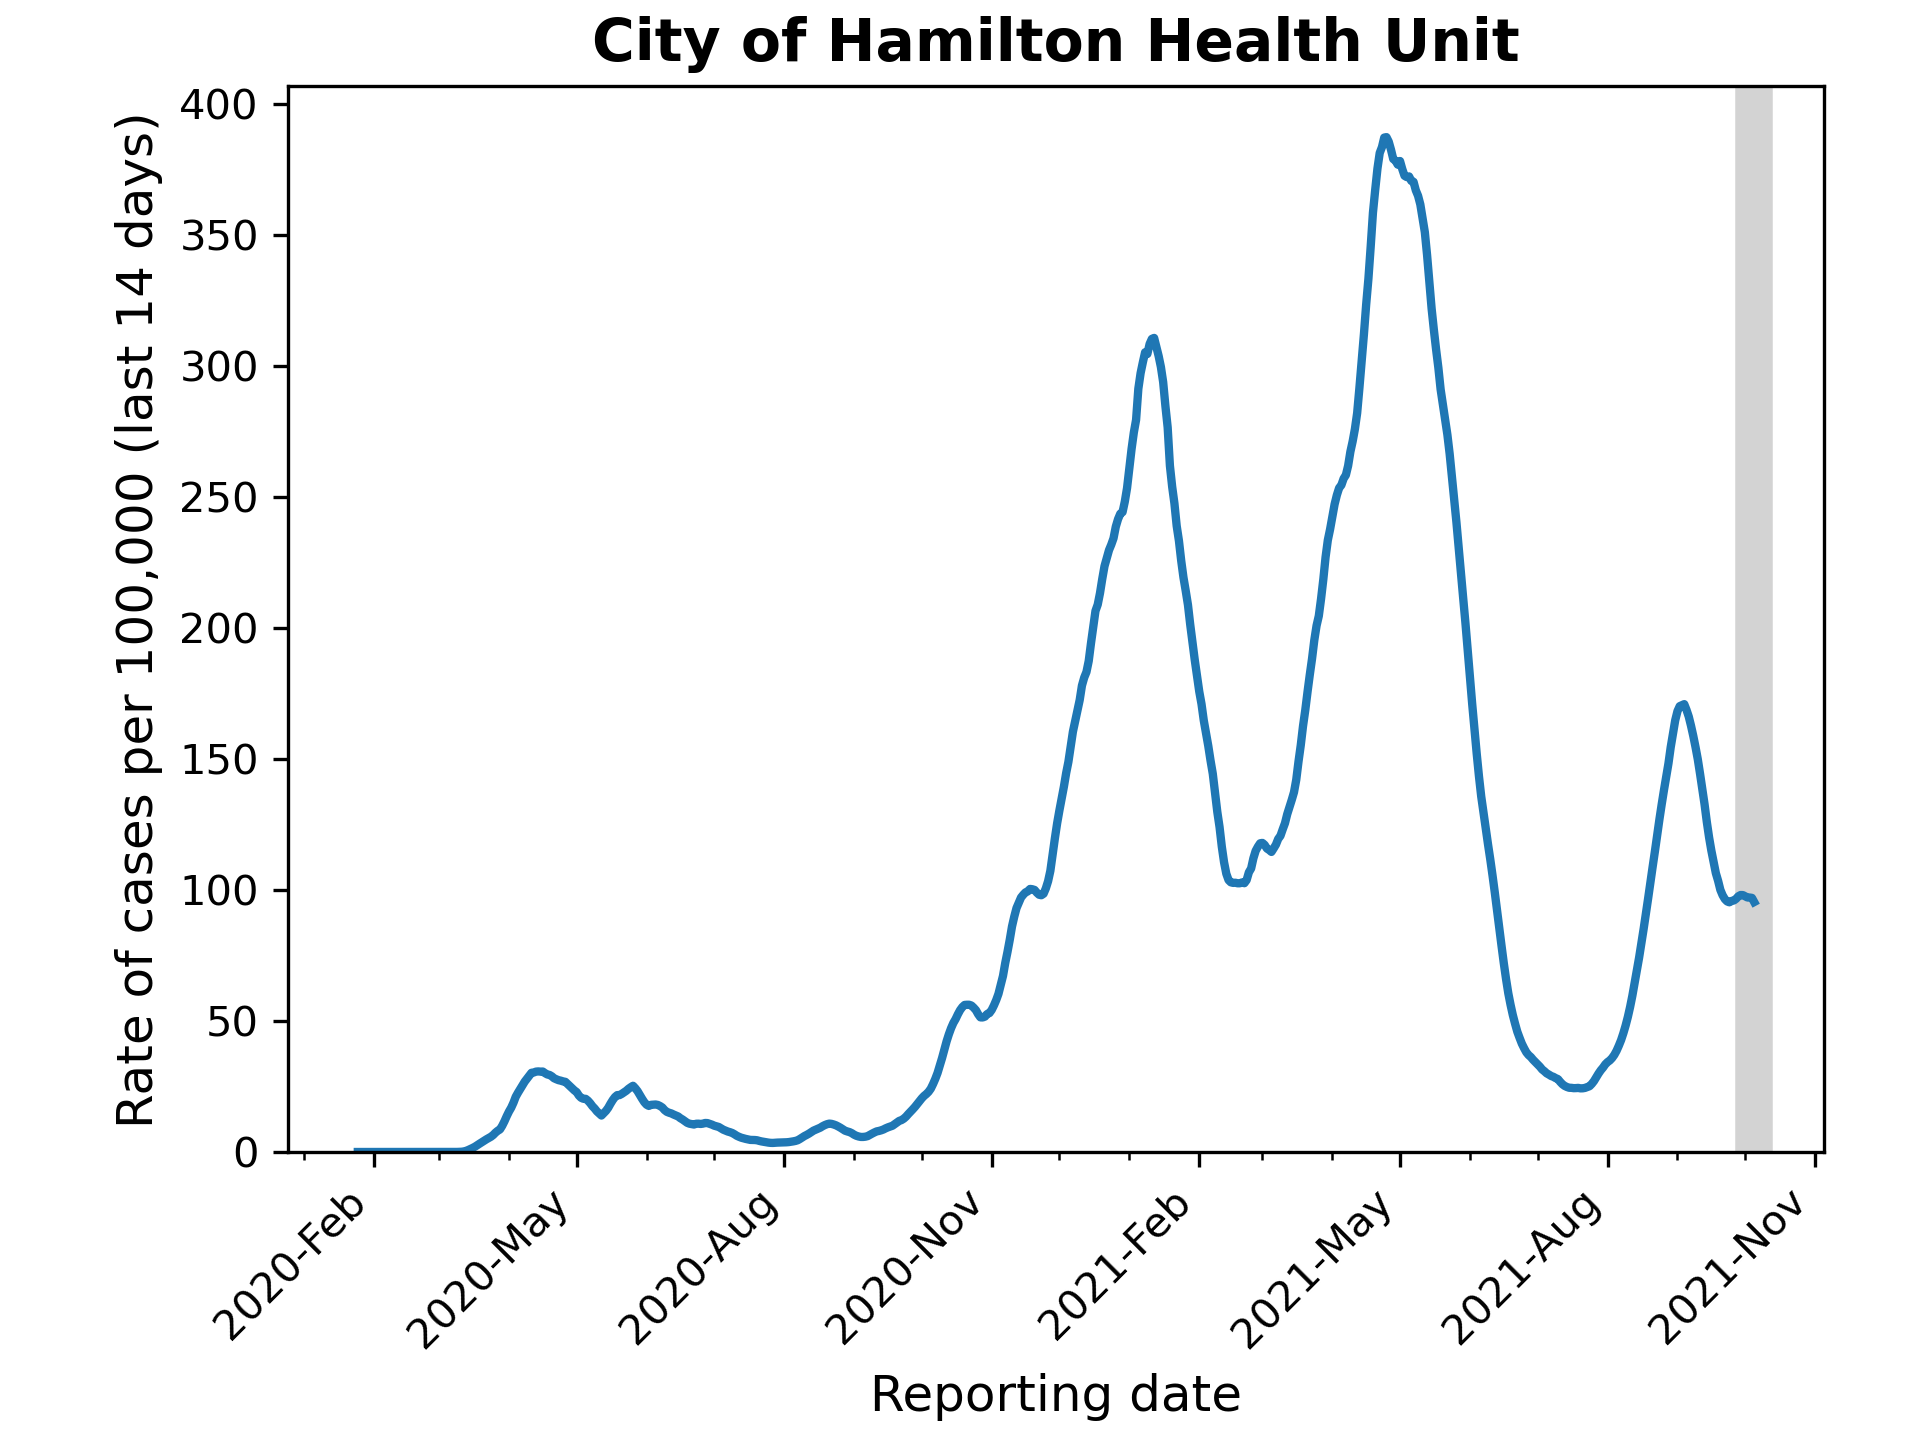 City of Hamilton Health Unit
Rate of cases per 100,000 (last 14 days)
400
350
300
250
200
150
100
50
0
2020-Feb
2020-May
2020-Aug
2020-Nov
2021-Feb
2021-May
2021-Aug
2021-Nov
Reporting date